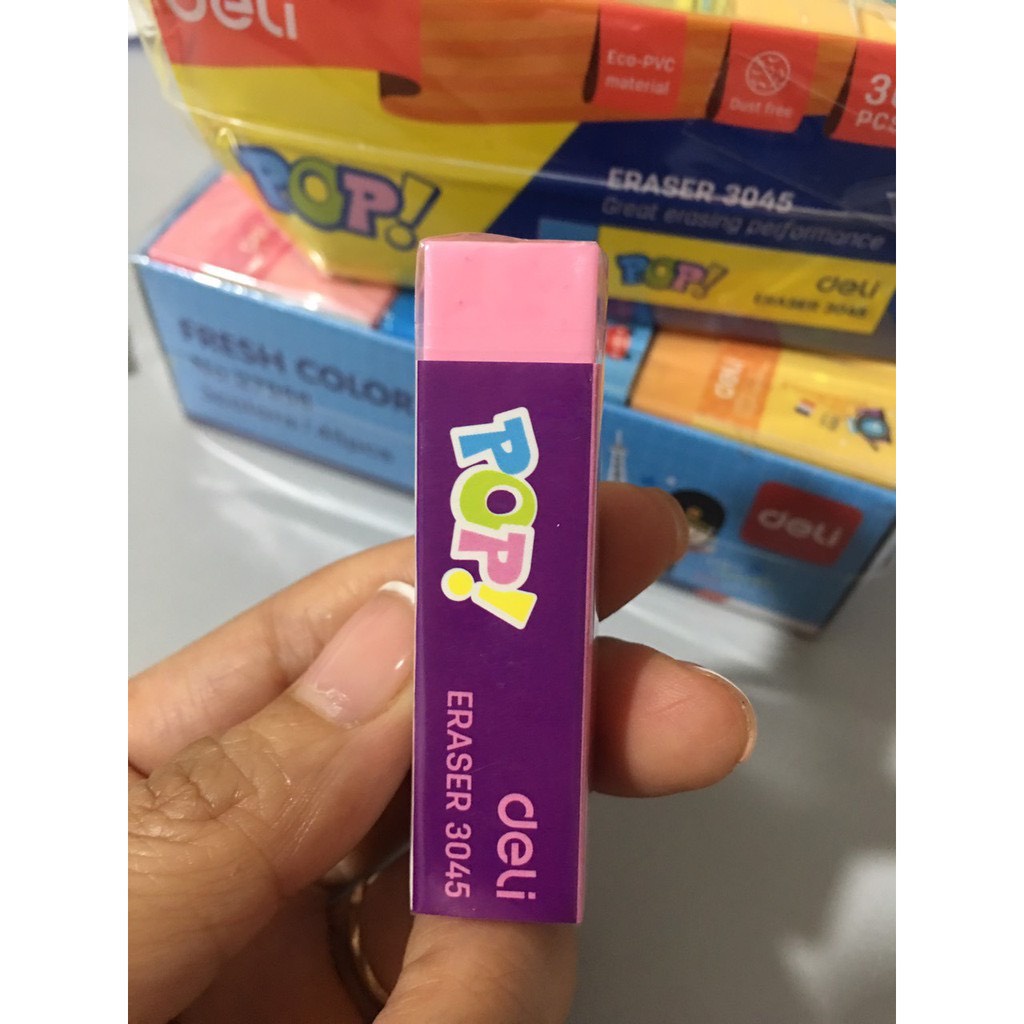 deli
Eco-PVC
material
Dust free
PCS
POP!
ERASER 3045
Great erasing performance
POP!
deli
ERASER 3045
FRESH COLOR
deli
deli
POP!
ERASER 3045
deli